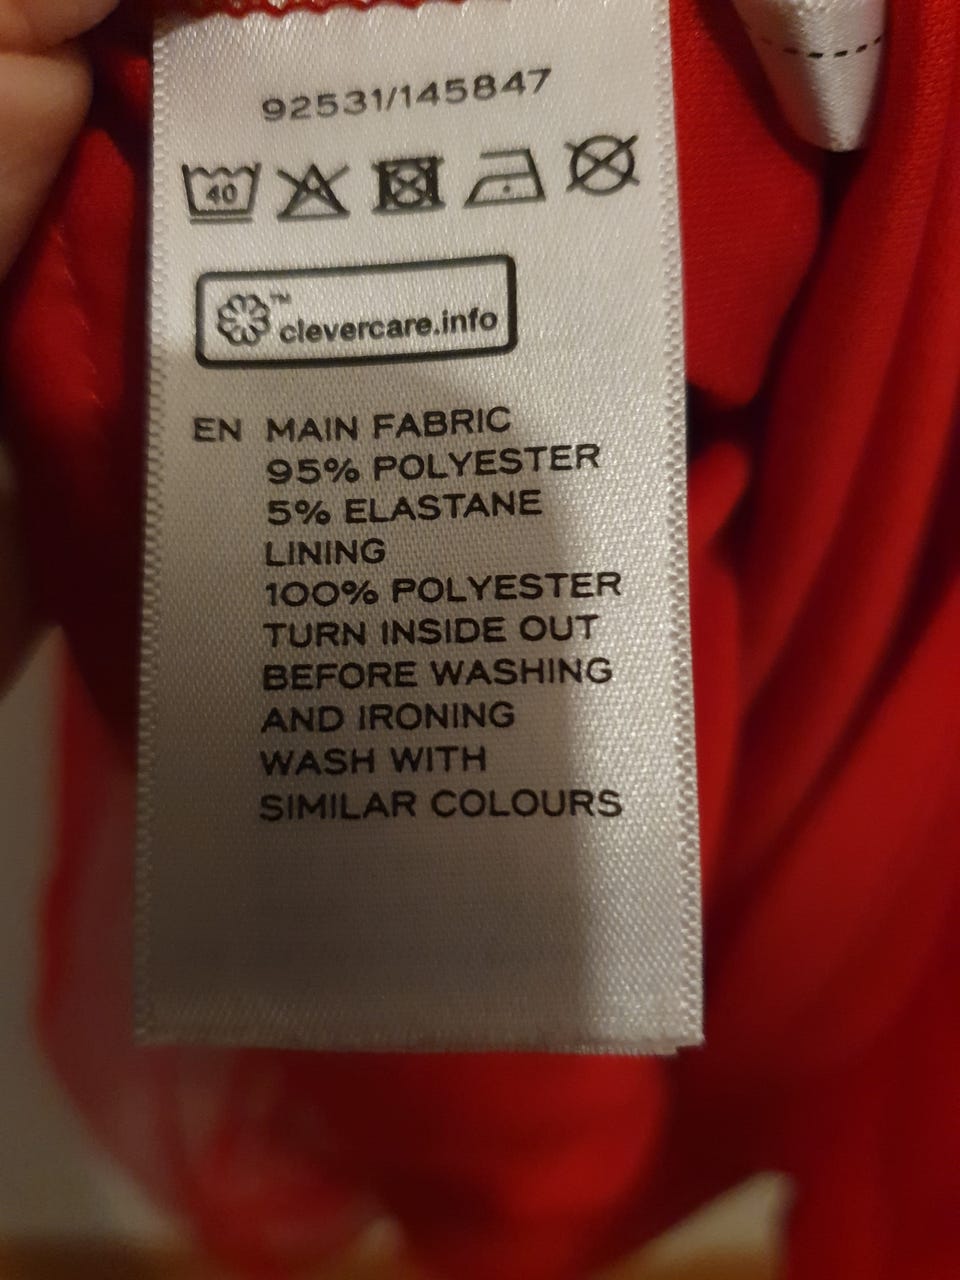 92531/145847
40
™
clevercare.info
EN MAIN FABRIC
95% POLYESTER
5% ELASTANE
LINING
100% POLYESTER
TURN INSIDE OUT
BEFORE WASHING
AND IRONING
WASH WITH
SIMILAR COLOURS